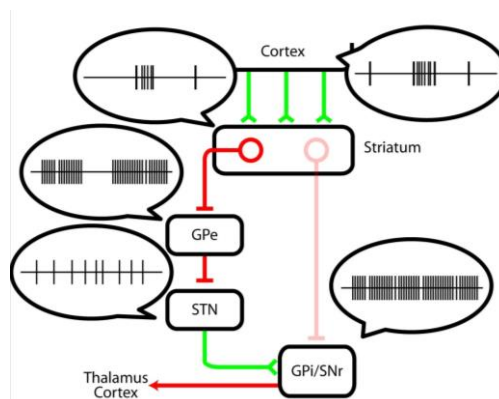 Cortex
Striatum
GPe
STN
GPi/SNr
Thalamus
Cortex